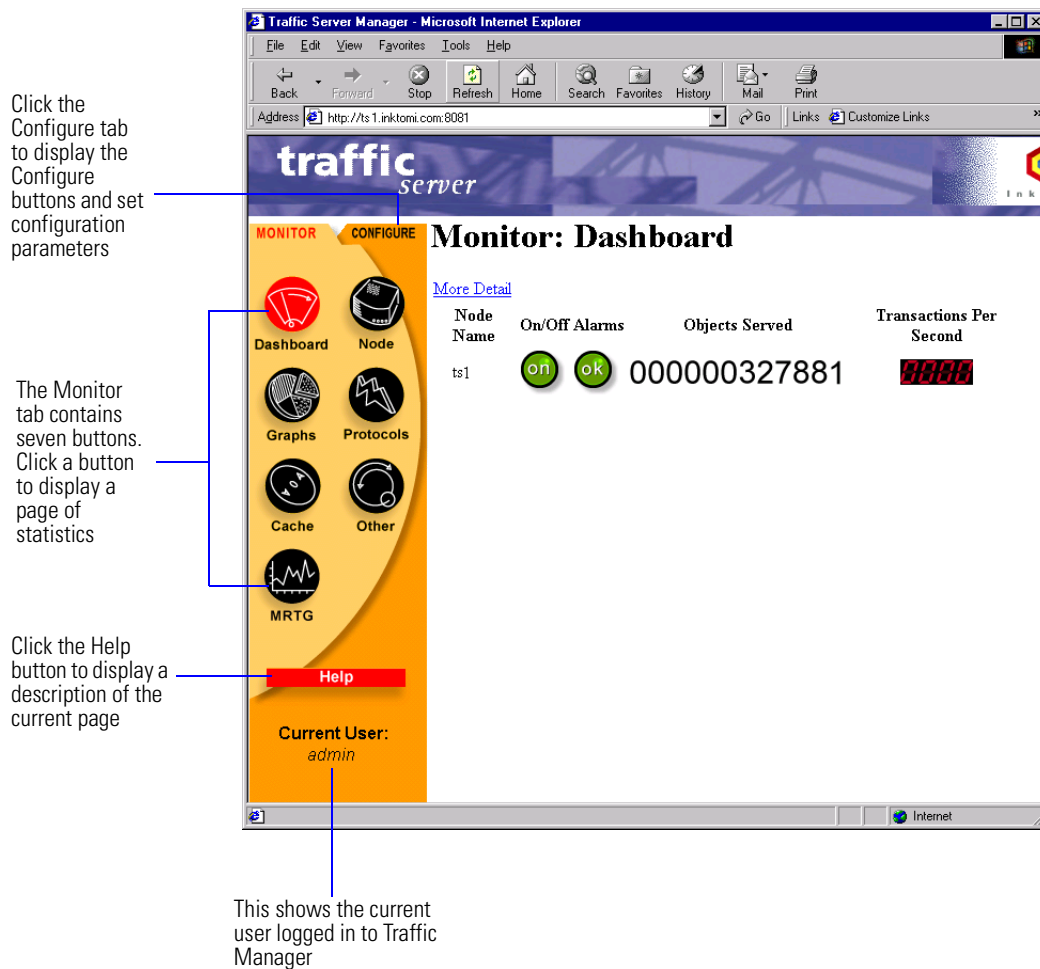 Traffic Server Manager - Microsoft Internet Explorer
File Edit View Favorites Tools Help
Back Forward Stop Refresh Home Search Favorites History Mail Print
Address http://ts1.inktomi.com:8081 Go Links Customize Links »
traffic
server
I n k
Click the
Configure tab
to display the
Configure
buttons and set
configuration
parameters
MONITOR CONFIGURE
Monitor: Dashboard
More Detail
Node
Name
On/Off Alarms
Objects Served
Transactions Per
Second
ts1
on
ok
000000327881
0000
Dashboard Node
Graphs Protocols
Cache Other
MRTG
The Monitor
tab contains
seven buttons.
Click a button
to display a
page of
statistics
Click the Help
button to display a
description of the
current page
Help
Current User:
admin
Internet
This shows the current
user logged in to Traffic
Manager